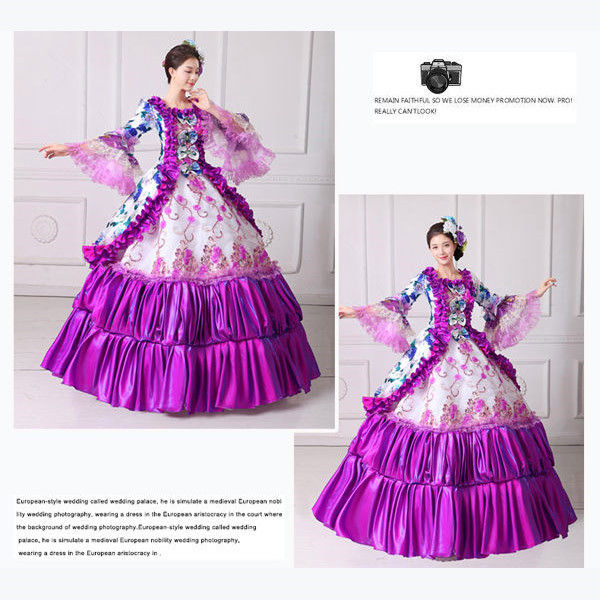 REMAIN FAITHFUL SO WE LOSE MONEY PROMOTION NOW. PRO!
REALLY CAN'TLOOK!
European-style wedding called wedding palace, he is simulate a medieval European nobi
lity wedding photography, wearing a dress in the European aristocracy in the court where
the background of wedding photography.European-style wedding called wedding
palace, he is simulate a medieval European nobility wedding photography,
wearing a dress in the European aristocracy in .